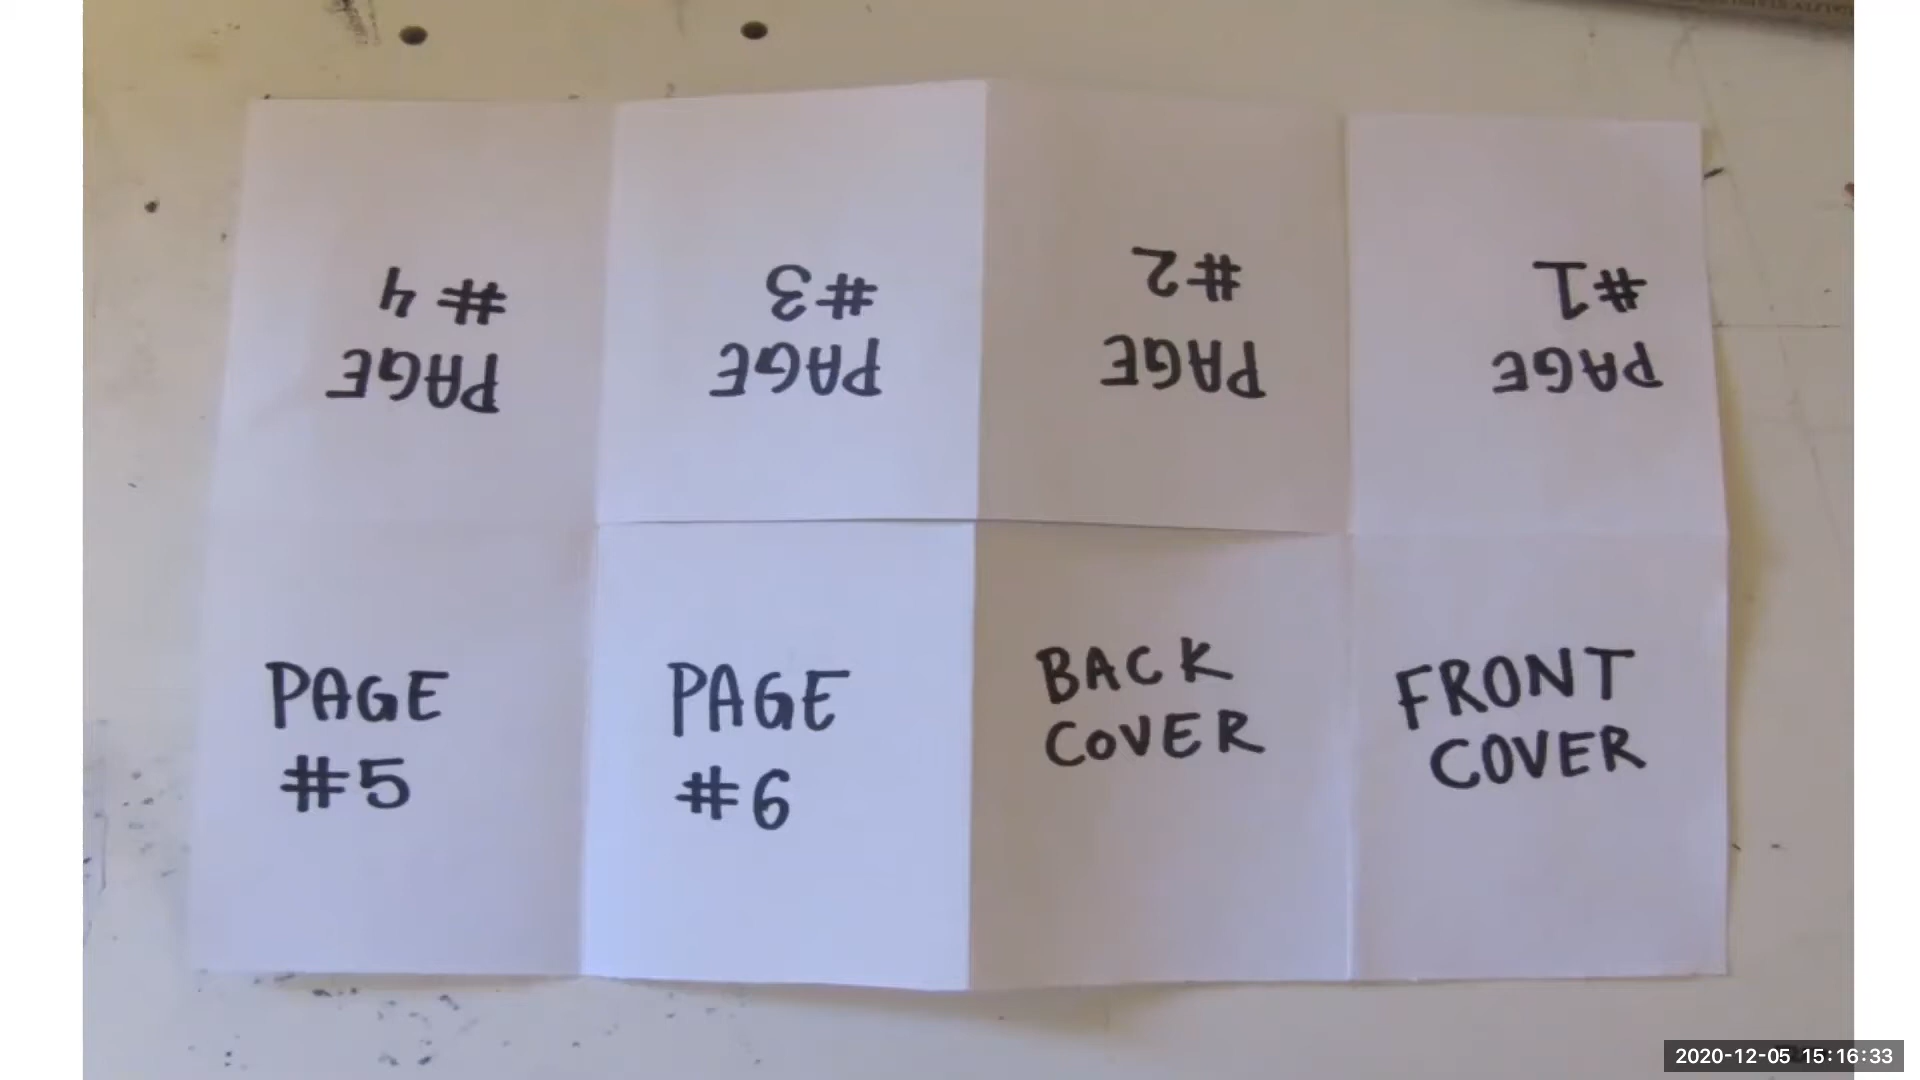 #4
PAGE
#3
PAGE
#2
PAGE
#1
PAGE
PAGE
#5
PAGE
#6
BACK
COVER
FRONT
COVER
2020-12-05 15:16:33